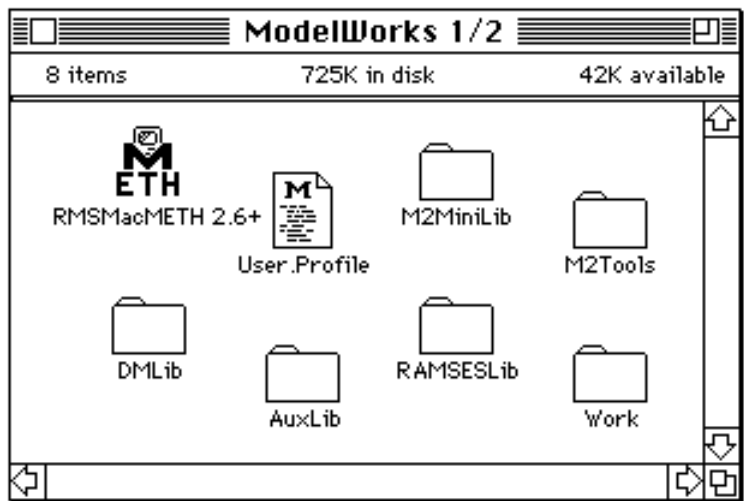 ModelWorks 1/2
8 items 725K in disk 42K available
M
ETH
RMSMacMETH 2.6+
M
User.Profile
M2MiniLib
M2Tools
DMLib
AuxLib
RAMSESLib
Work